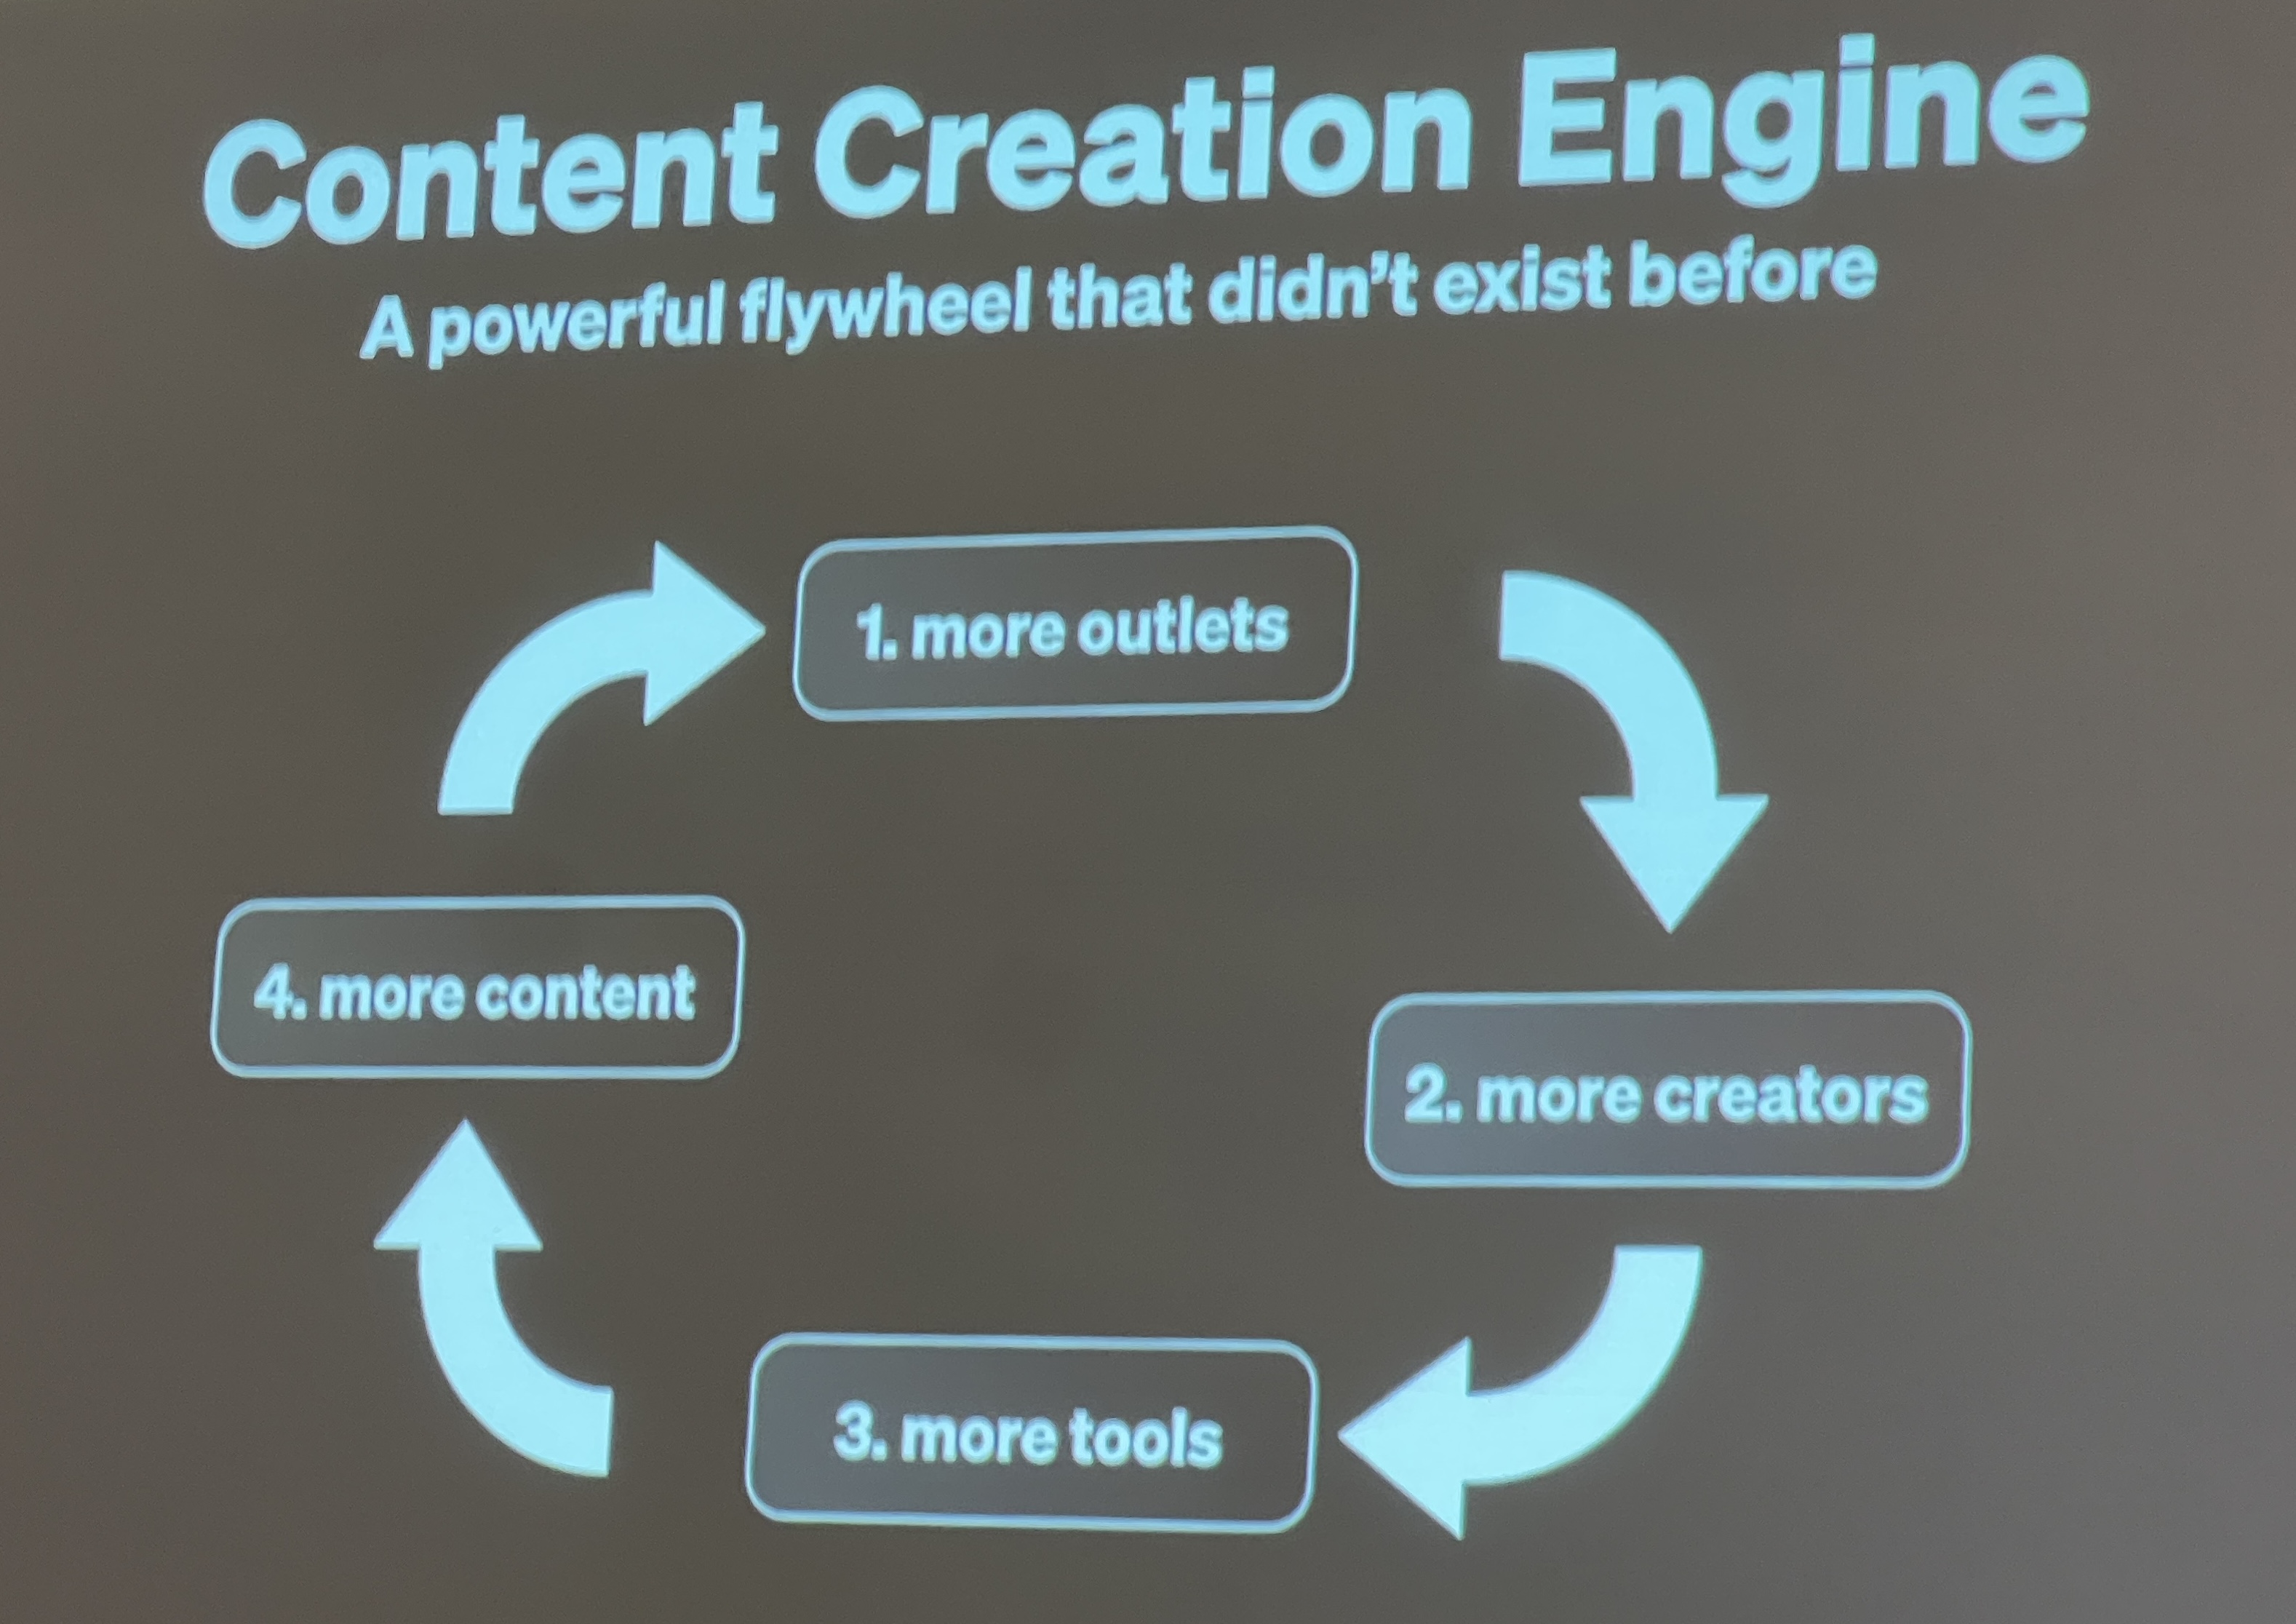 Content Creation Engine
A powerful flywheel that didn't exist before
1. more outlets
2. more creators
3. more tools
4. more content